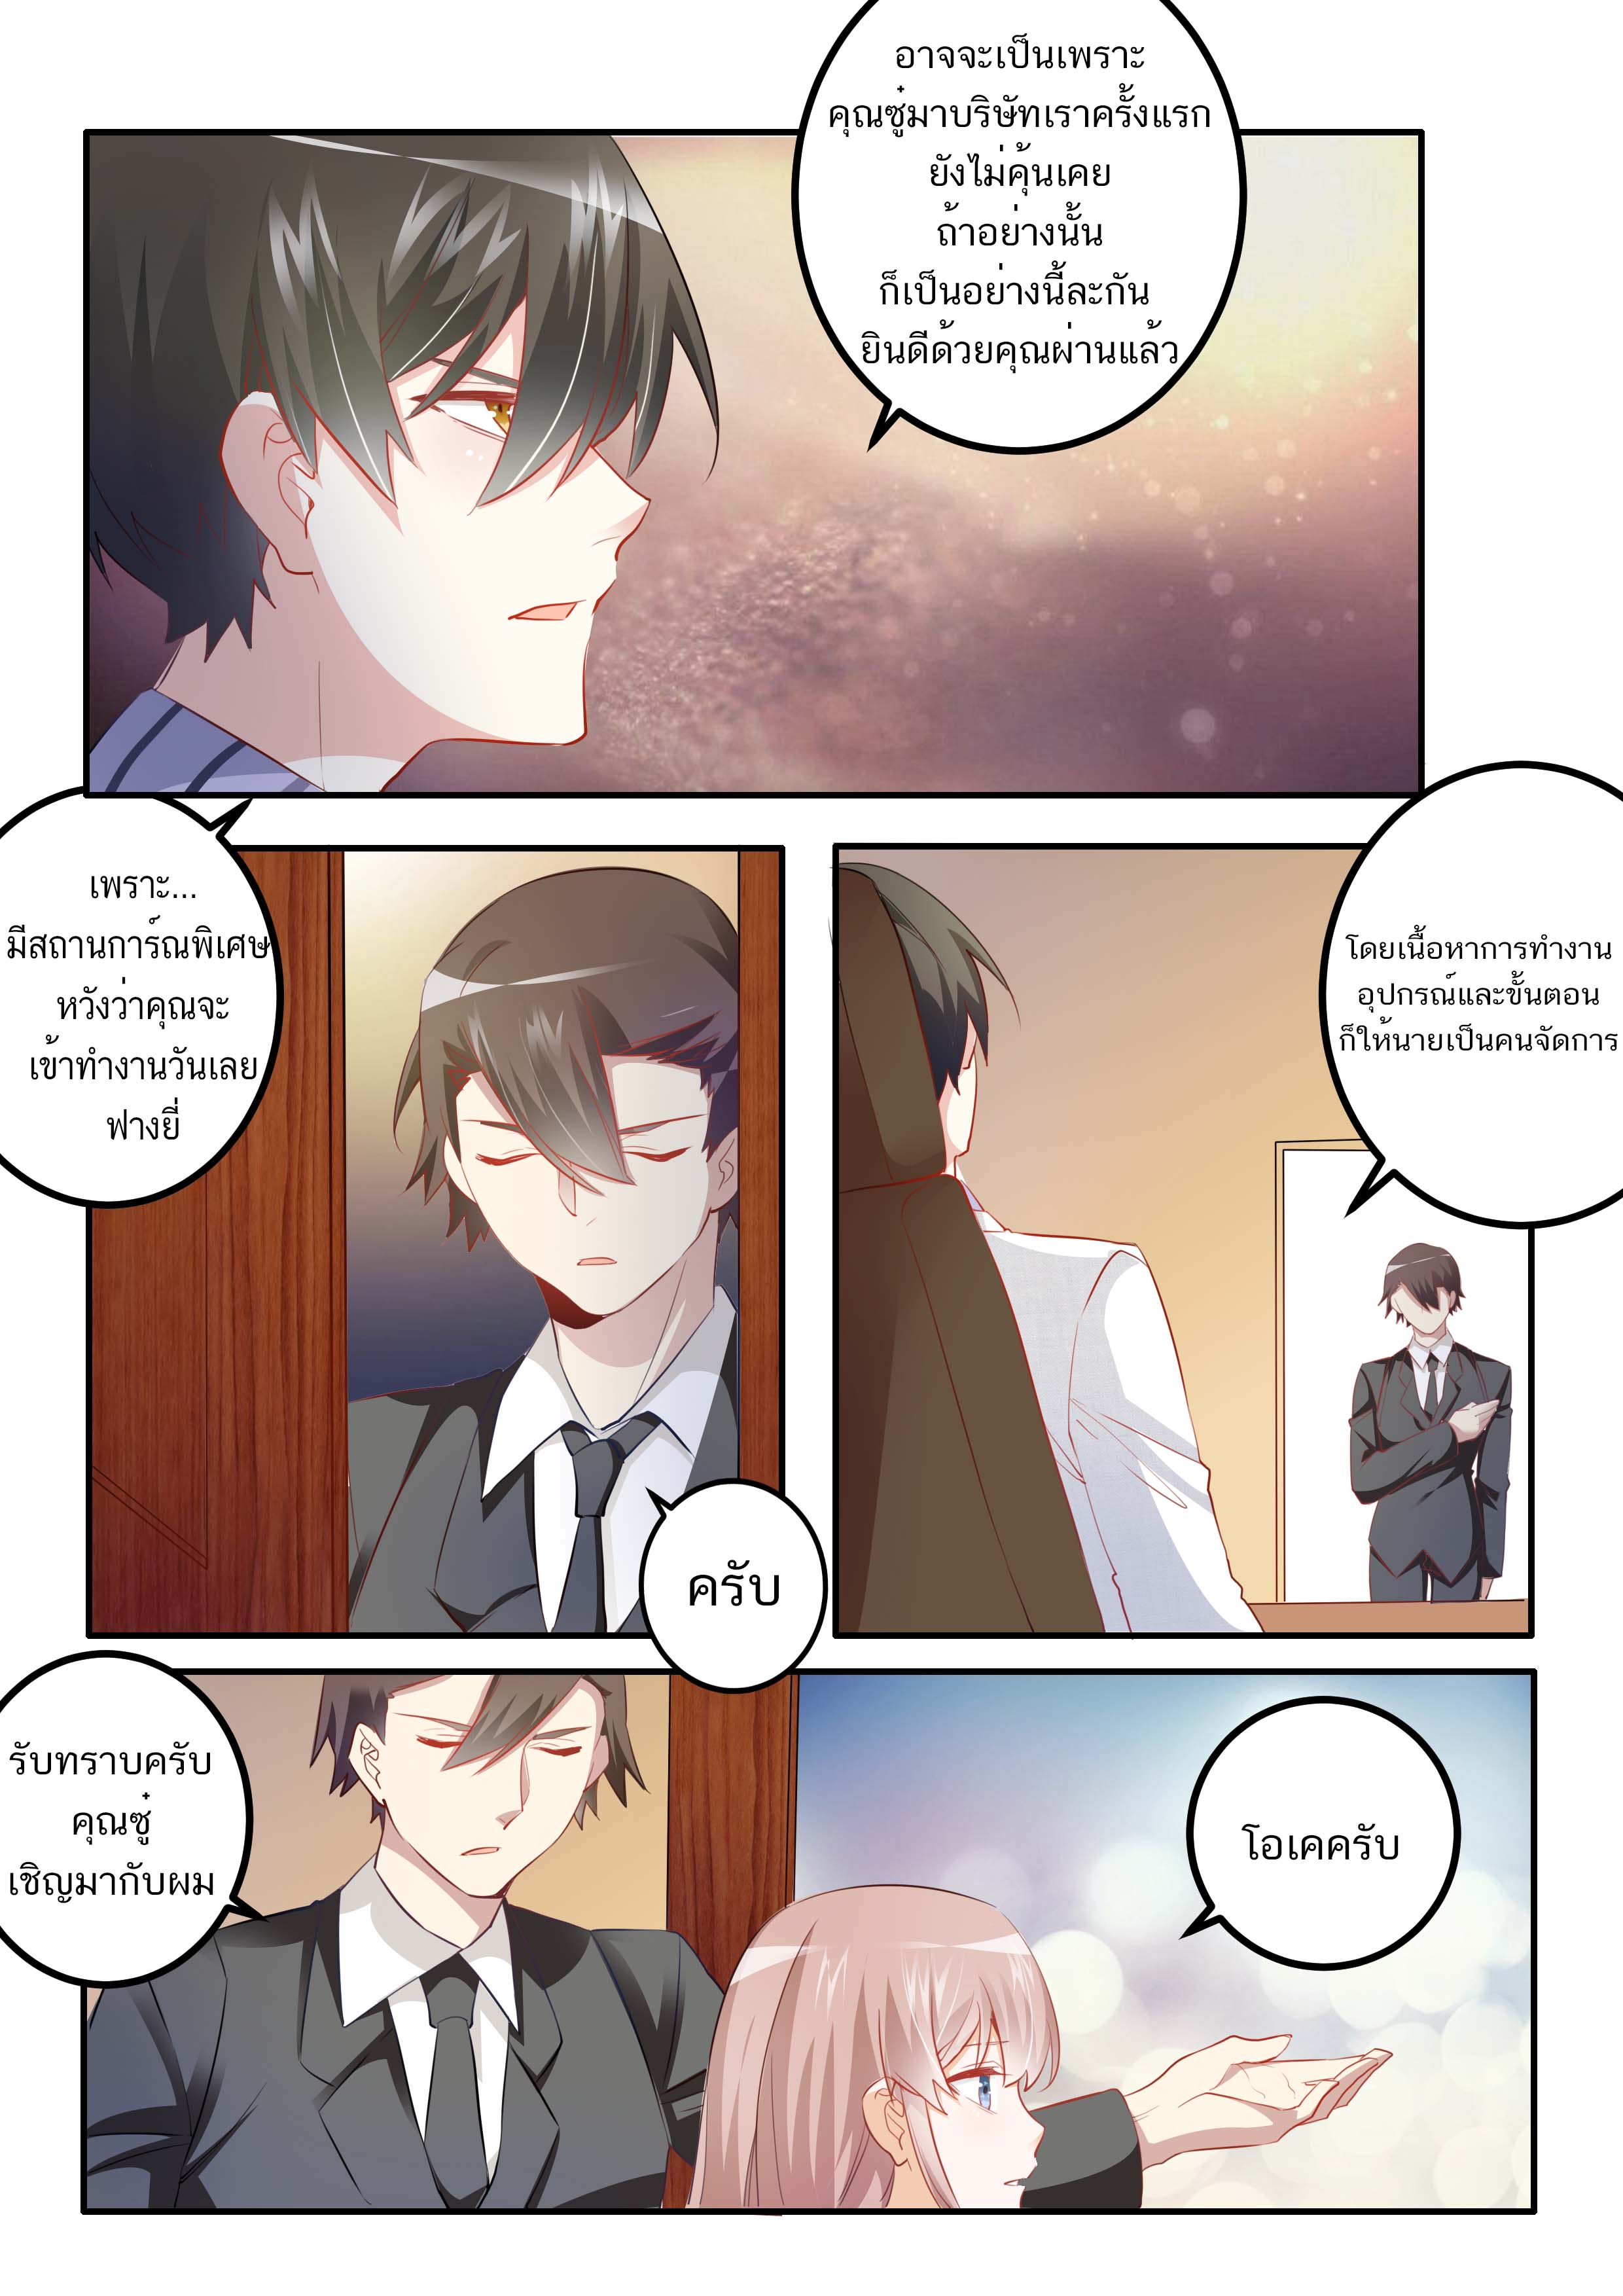 อาจจะเป็นเพราะ
คุณซู๋มาบริษัทเราครั้งแรก
ยังไม่คุ้นเคย
ถ้าอย่างนั้น
ก็เป็นอย่างนี้ละกัน
ยินดีด้วยคุณผ่านแล้ว
เพราะ...
มีสถานการ์ณพิเศษ
หวังว่าคุณจะ
เข้าทำงานวันเลย
ฟางยี่
ครับ
โดยเนื้อหาการทำงาน
อุปกรณ์และขั้นตอน
ก็ให้นายเป็นคนจัดการ
รับทราบครับ
คุณซู๋
เชิญมากับผม
โอเคครับ